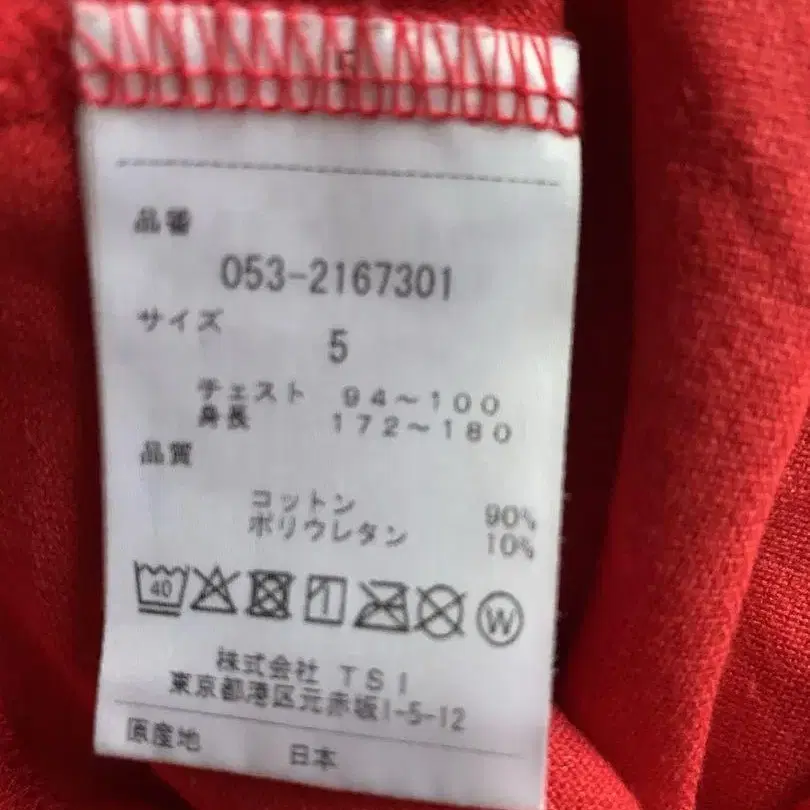 品番
053-2167301
サイズ
5
チェスト 94～100
身長 172～180
品質
コットン 90%
ポリウレタン 10%
40
W
株式会社 TSI
東京都港区元赤坂1-5-12
原産地 日本